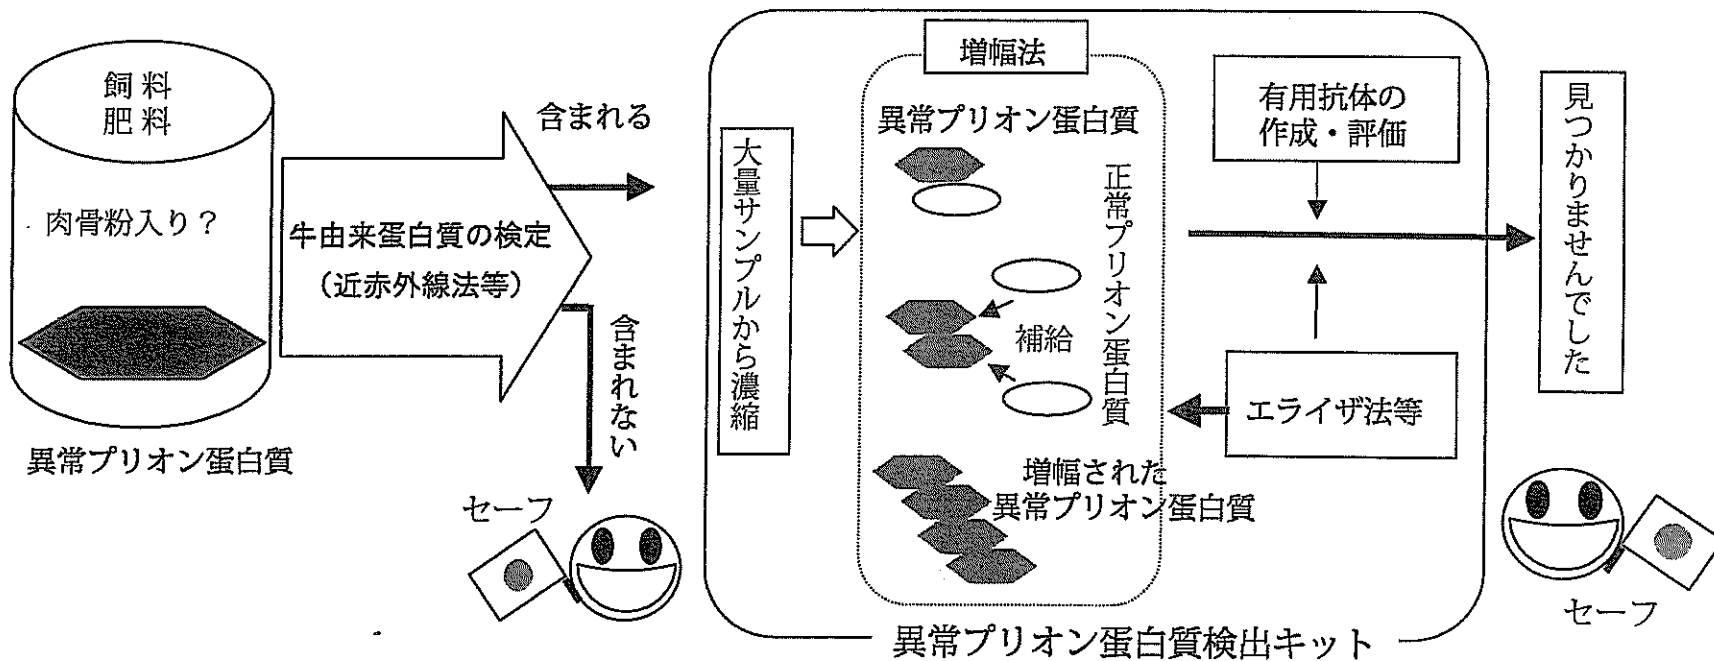 飼料
肥料
肉骨粉入り？
異常プリオン蛋白質
牛由来蛋白質の検定
（近赤外線法等）
含まれる
含まれない
セーフ
大量サンプルから濃縮
増幅法
異常プリオン蛋白質
正常プリオン蛋白質
補給
増幅された
異常プリオン蛋白質
有用抗体の
作成・評価
エライザ法等
見つかりませんでした
セーフ
異常プリオン蛋白質検出キット